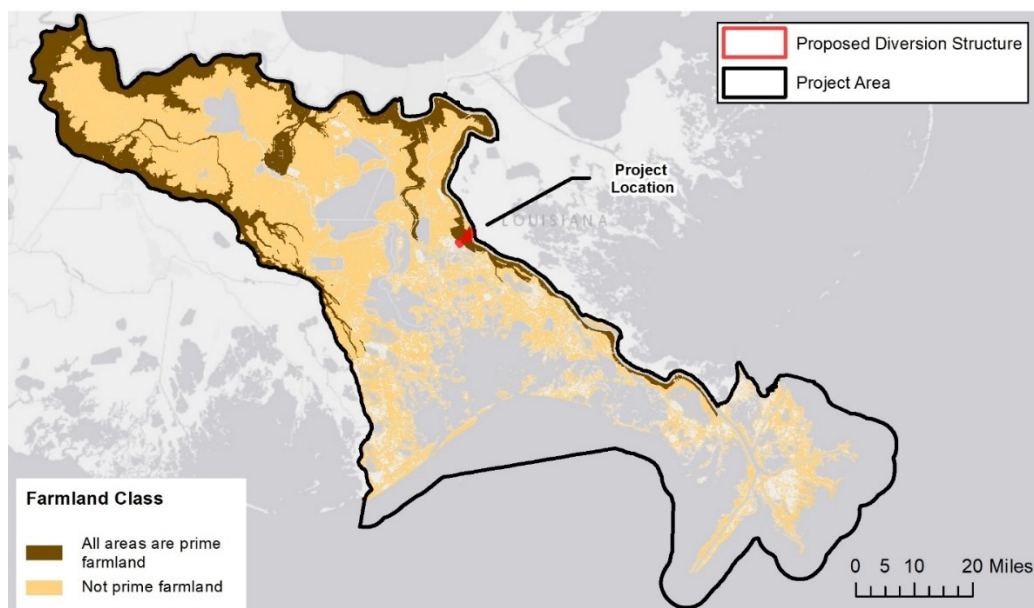 Proposed Diversion Structure
Project Area
Project
Location
LOUISIANA
Farmland Class
All areas are prime
farmland
Not prime farmland
0 5 10 20 Miles